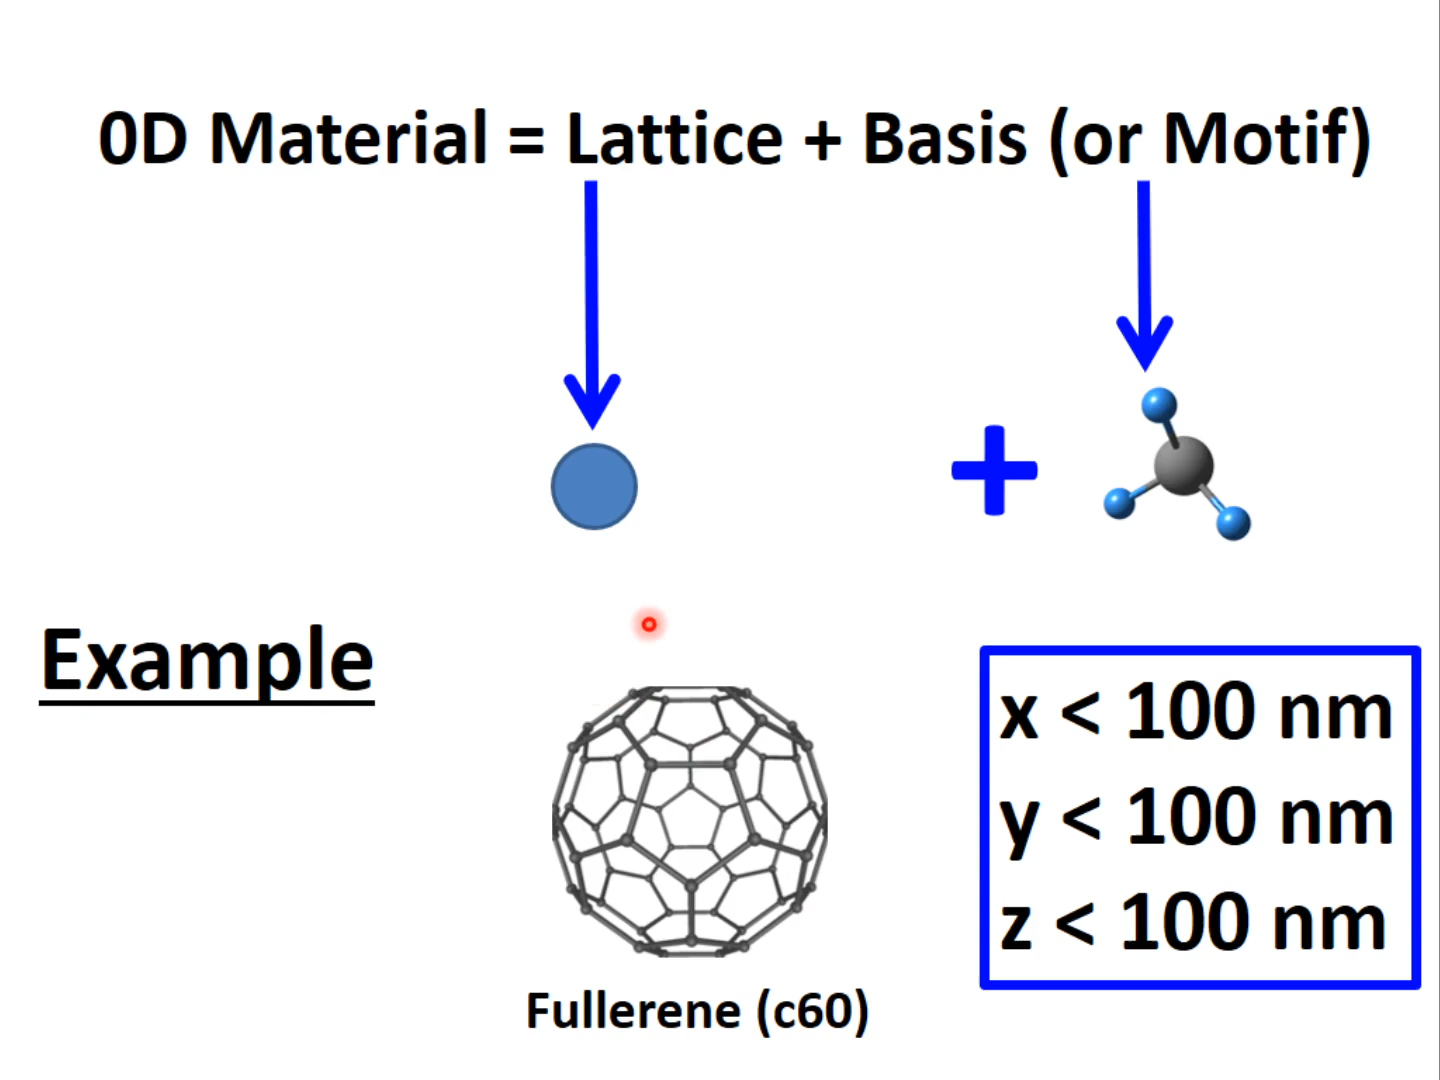 0D Material = Lattice + Basis (or Motif)
Example
x < 100 nm
y < 100 nm
z < 100 nm
Fullerene (c60)